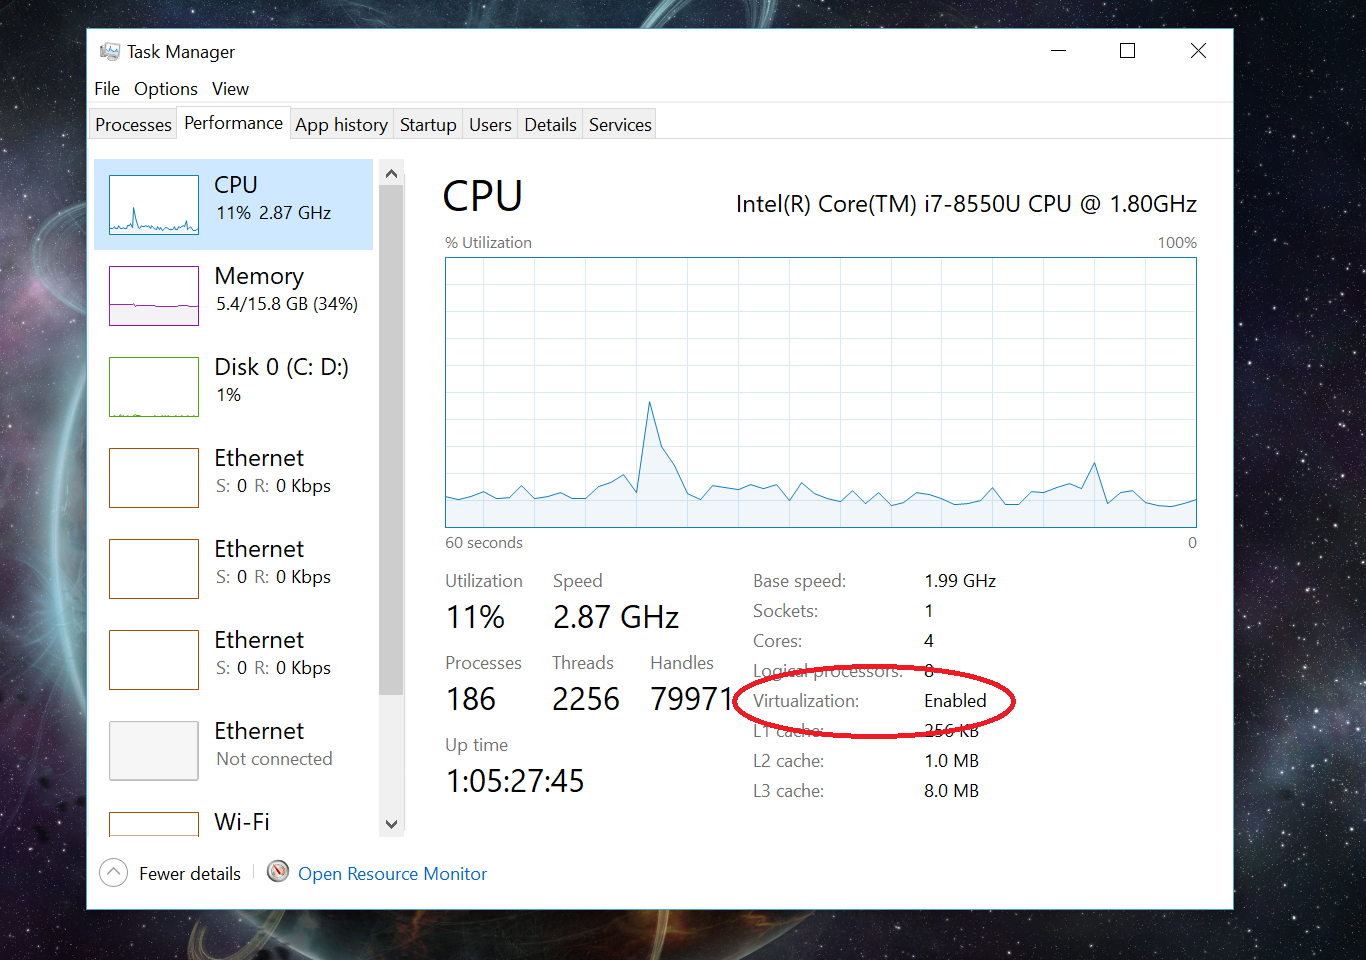 Task Manager
File Options View
Processes Performance App history Startup Users Details Services
CPU
11% 2.87 GHz
Memory
5.4/15.8 GB (34%)
Disk 0 (C: D:)
1%
Ethernet
S: 0 R: 0 Kbps
Ethernet
S: 0 R: 0 Kbps
Ethernet
S: 0 R: 0 Kbps
Ethernet
Not connected
Wi-Fi
CPU
Intel(R) Core(TM) i7-8550U CPU @ 1.80GHz
% Utilization 100%
60 seconds 0
Utilization Speed
11% 2.87 GHz
Processes Threads Handles
186 2256 79971
Up time
1:05:27:45
Base speed: 1.99 GHz
Sockets: 1
Cores: 4
Logical processors: 8
Virtualization: Enabled
L1 cache: 256 KB
L2 cache: 1.0 MB
L3 cache: 8.0 MB
Fewer details Open Resource Monitor